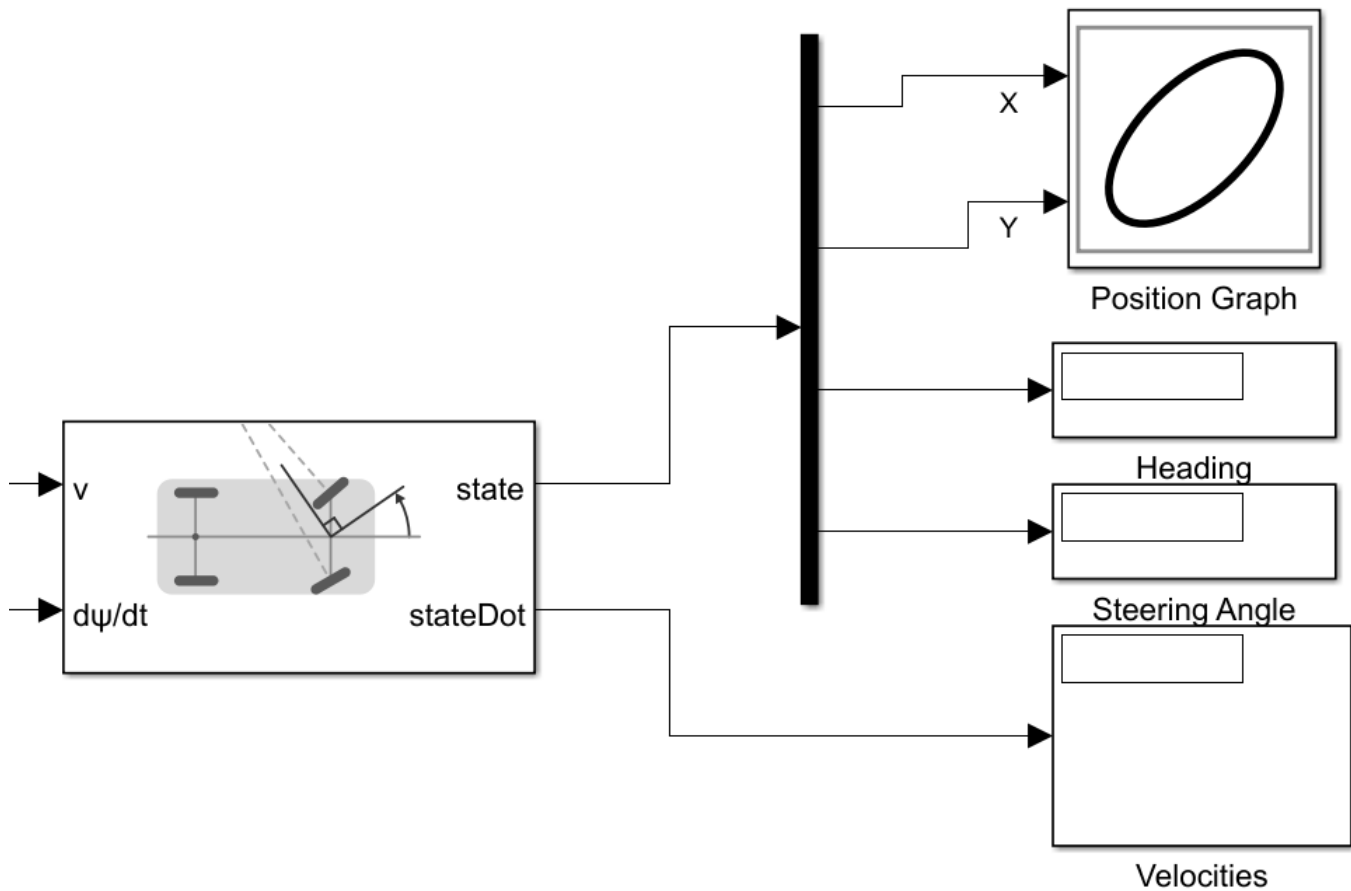 X
Y
Position Graph
Heading
v
state
Steering Angle
dψ/dt
stateDot
Velocities